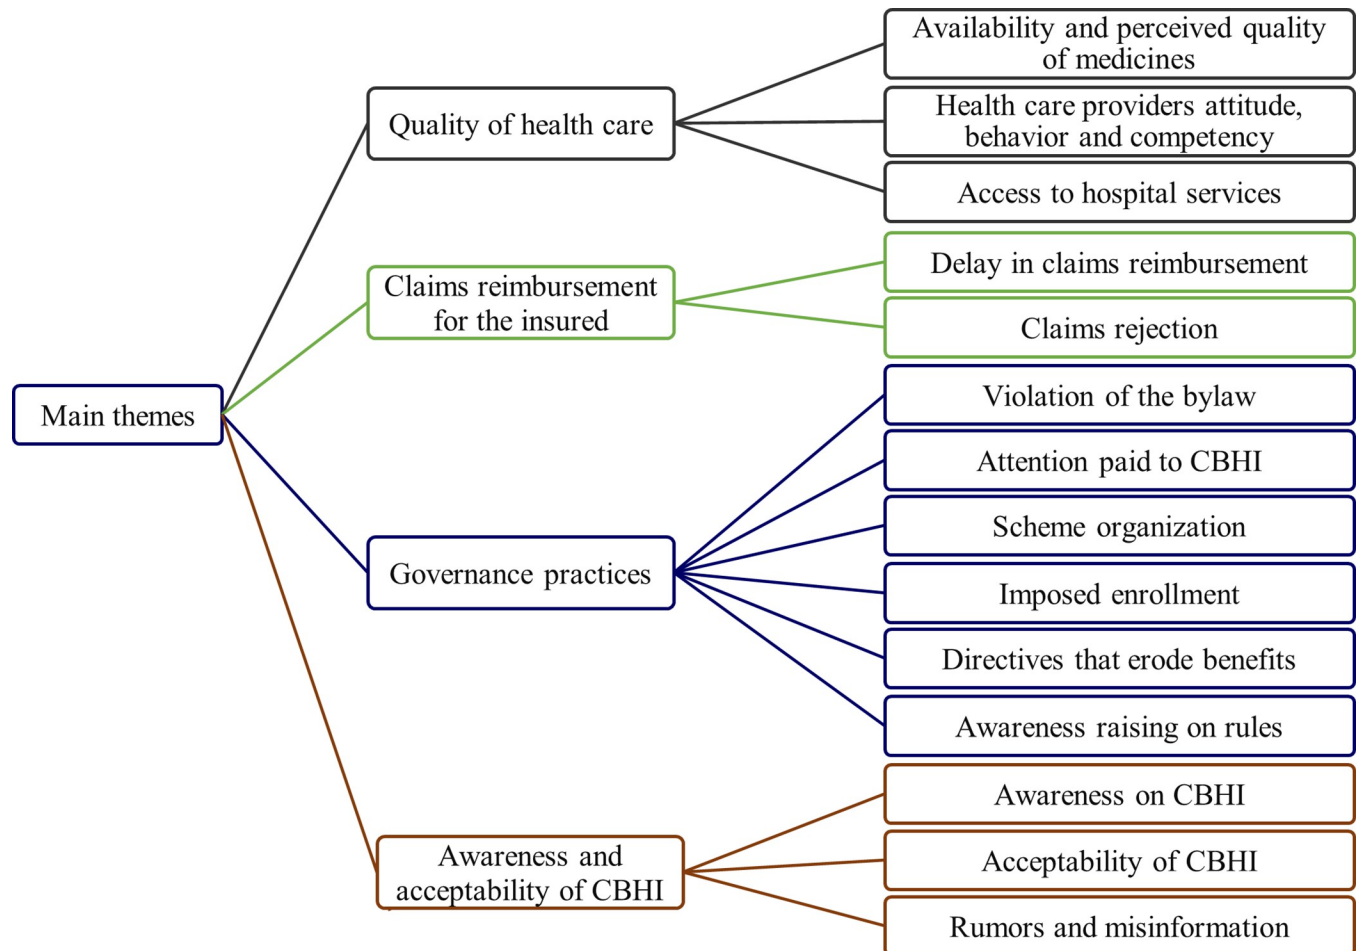 Main themes
Quality of health care
Availability and perceived quality
of medicines
Health care providers attitude,
behavior and competency
Access to hospital services
Claims reimbursement
for the insured
Delay in claims reimbursement
Claims rejection
Governance practices
Violation of the bylaw
Attention paid to CBHI
Scheme organization
Imposed enrollment
Directives that erode benefits
Awareness raising on rules
Awareness and
acceptability of CBHI
Awareness on CBHI
Acceptability of CBHI
Rumors and misinformation